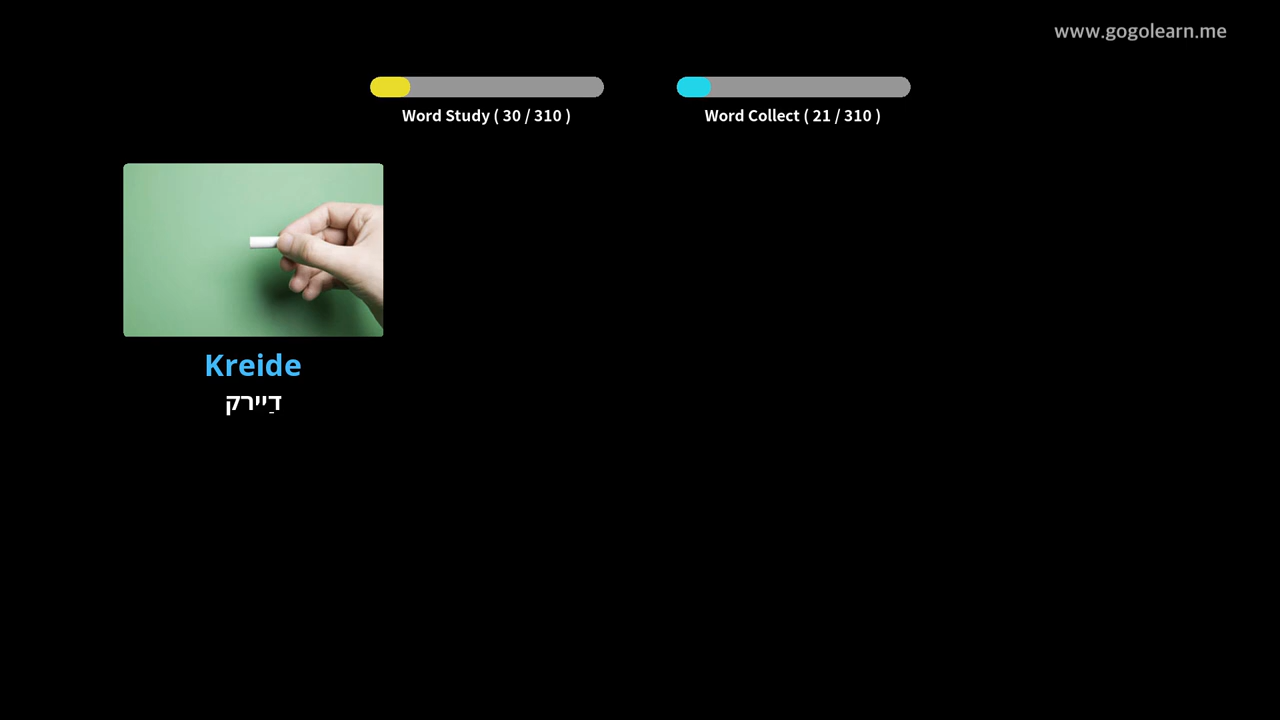 www.gogolearn.me
Word Study ( 30 / 310 )
Word Collect ( 21 / 310 )
Kreide
דַיירק